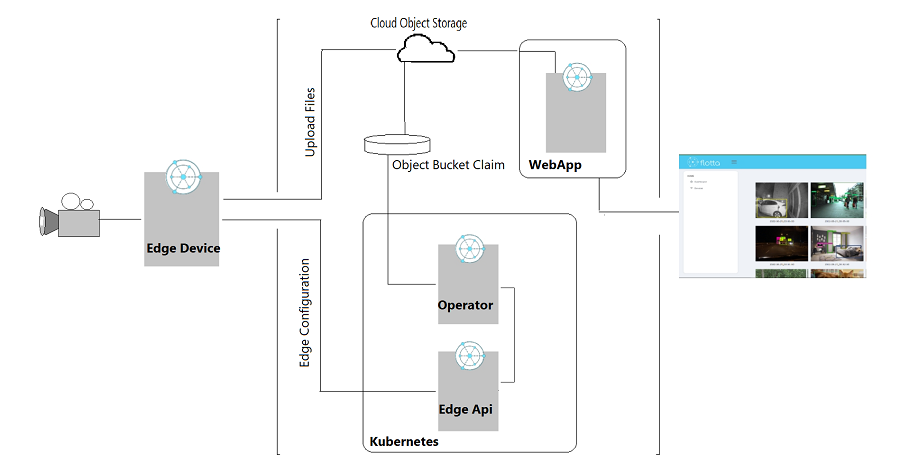 Cloud Object Storage
Upload Files
Object Bucket Claim
WebApp
flotta
Edge Device
Operator
Edge Configuration
Edge Api
Kubernetes